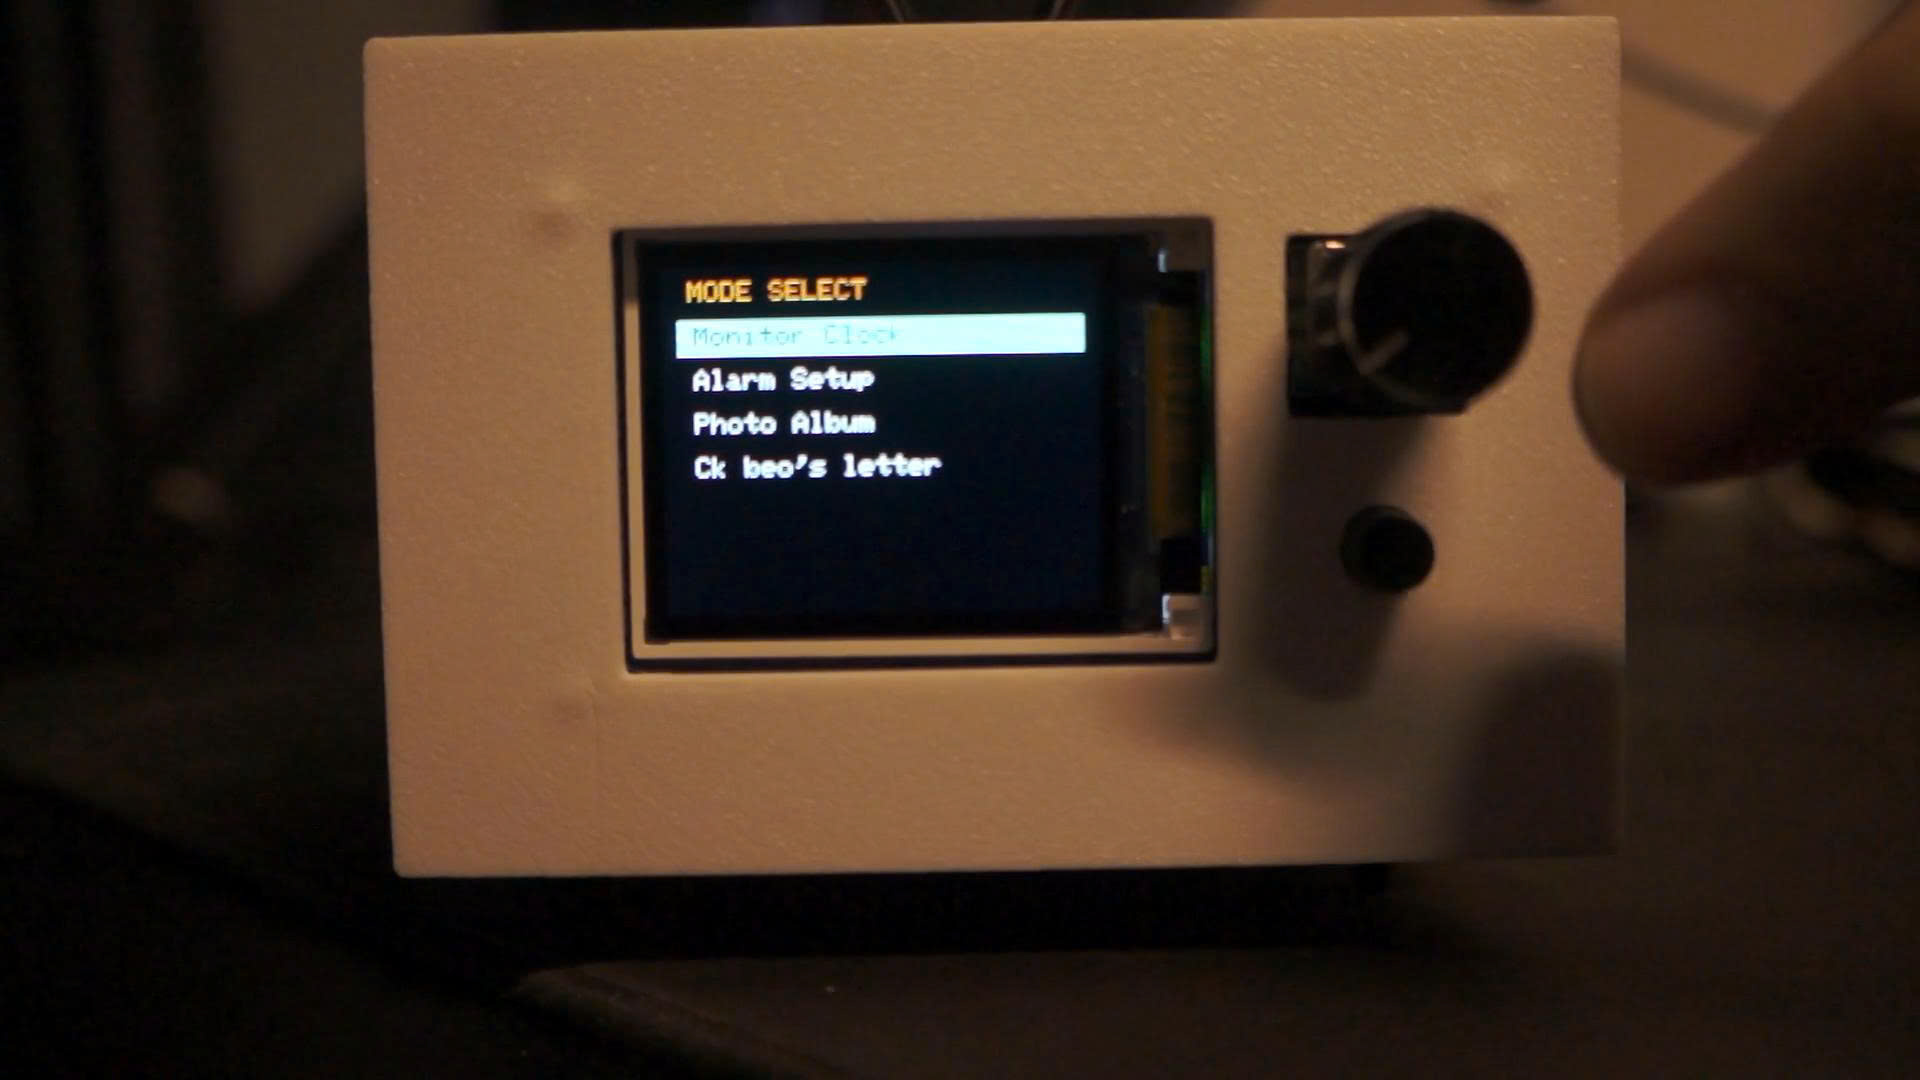 MODE SELECT
Monitor Clock
Alarm Setup
Photo Album
Ck beo's letter